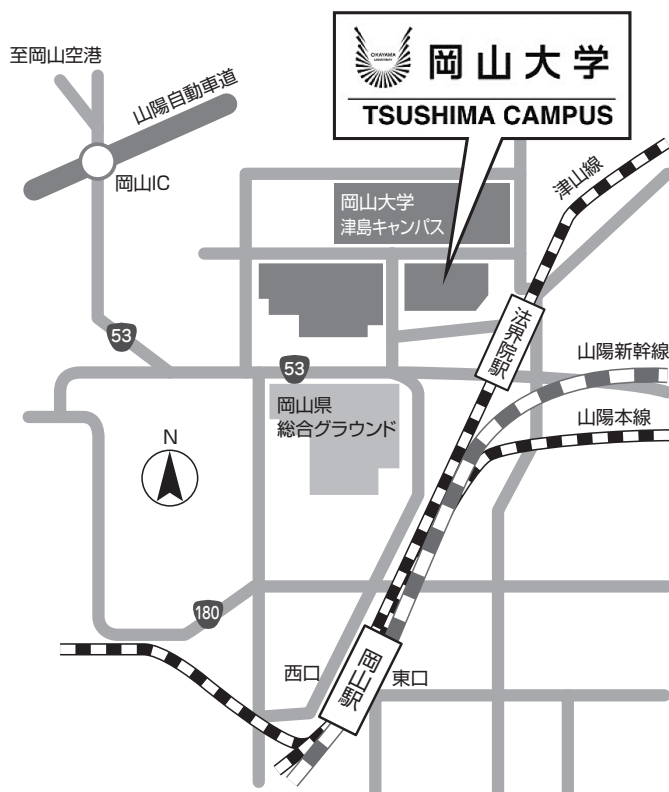 至岡山空港
山陽自動車道
岡山IC
OKAYAMA
UNIVERSITY
岡山大学
TSUSHIMA CAMPUS
津山線
岡山大学
津島キャンパス
53
法界院駅
53
山陽新幹線
岡山県
総合グラウンド
山陽本線
N
180
西口
岡山駅
東口